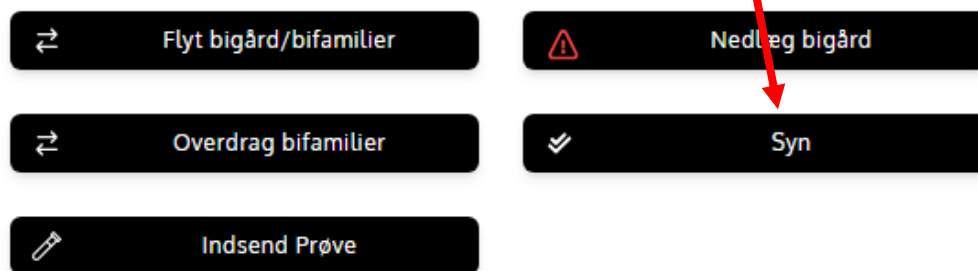 Flyt bigård/bifamilier
Nedlæg bigård
Overdrag bifamilier
Syn
Indsend Prøve